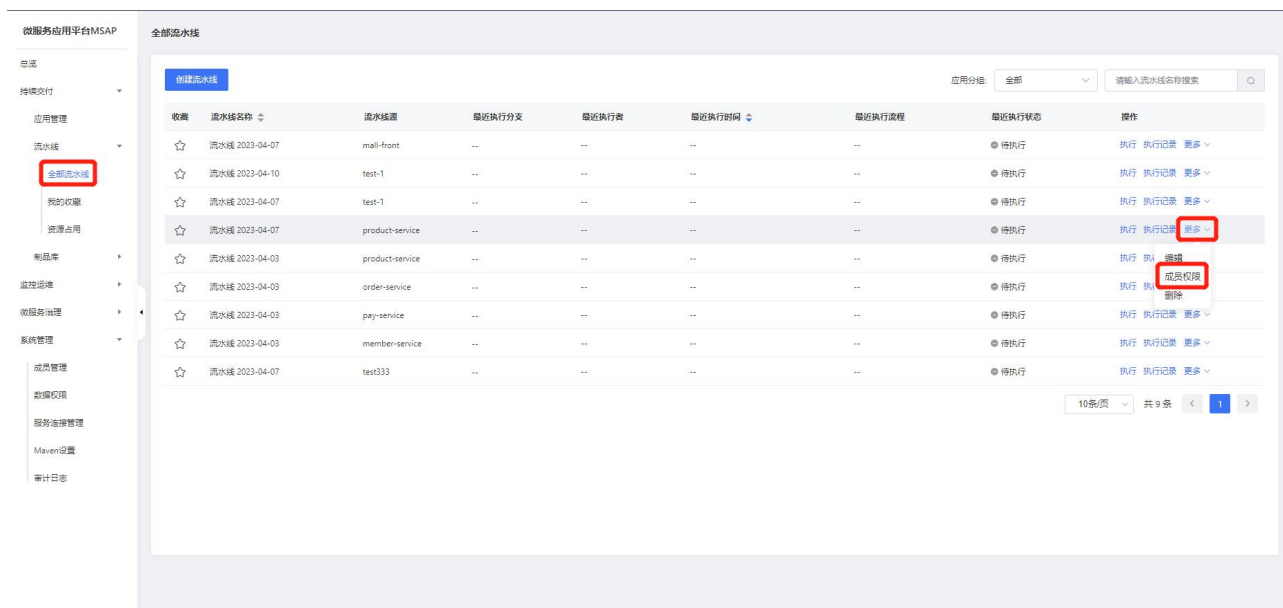 微服务应用平台MSAP
总览
持续交付
应用管理
流水线
全部流水线
我的收藏
资源占用
制品库
监控运维
微服务治理
系统管理
成员管理
数据权限
服务连接管理
Maven设置
审计日志
全部流水线
创建流水线 应用分组: 全部 请输入流水线名称搜索
收藏 流水线名称 流水线源 最近执行分支 最近执行者 最近执行时间 最近执行流程 最近执行状态 操作
流水线 2023-04-07 mall-front -- -- -- -- 待执行 执行 执行记录 更多
流水线 2023-04-10 test-1 -- -- -- -- 待执行 执行 执行记录 更多
流水线 2023-04-07 test-1 -- -- -- -- 待执行 执行 执行记录 更多
流水线 2023-04-07 product-service -- -- -- -- 待执行 执行 执行记录 更多
流水线 2023-04-03 product-service -- -- -- -- 待执行 执行 执 编辑
成员权限
流水线 2023-04-03 order-service -- -- -- -- 待执行 执行 执
删除
流水线 2023-04-03 pay-service -- -- -- -- 待执行 执行 执行记录 更多
流水线 2023-04-03 member-service -- -- -- -- 待执行 执行 执行记录 更多
流水线 2023-04-07 test333 -- -- -- -- 待执行 执行 执行记录 更多
10条/页 共 9 条 < 1 >